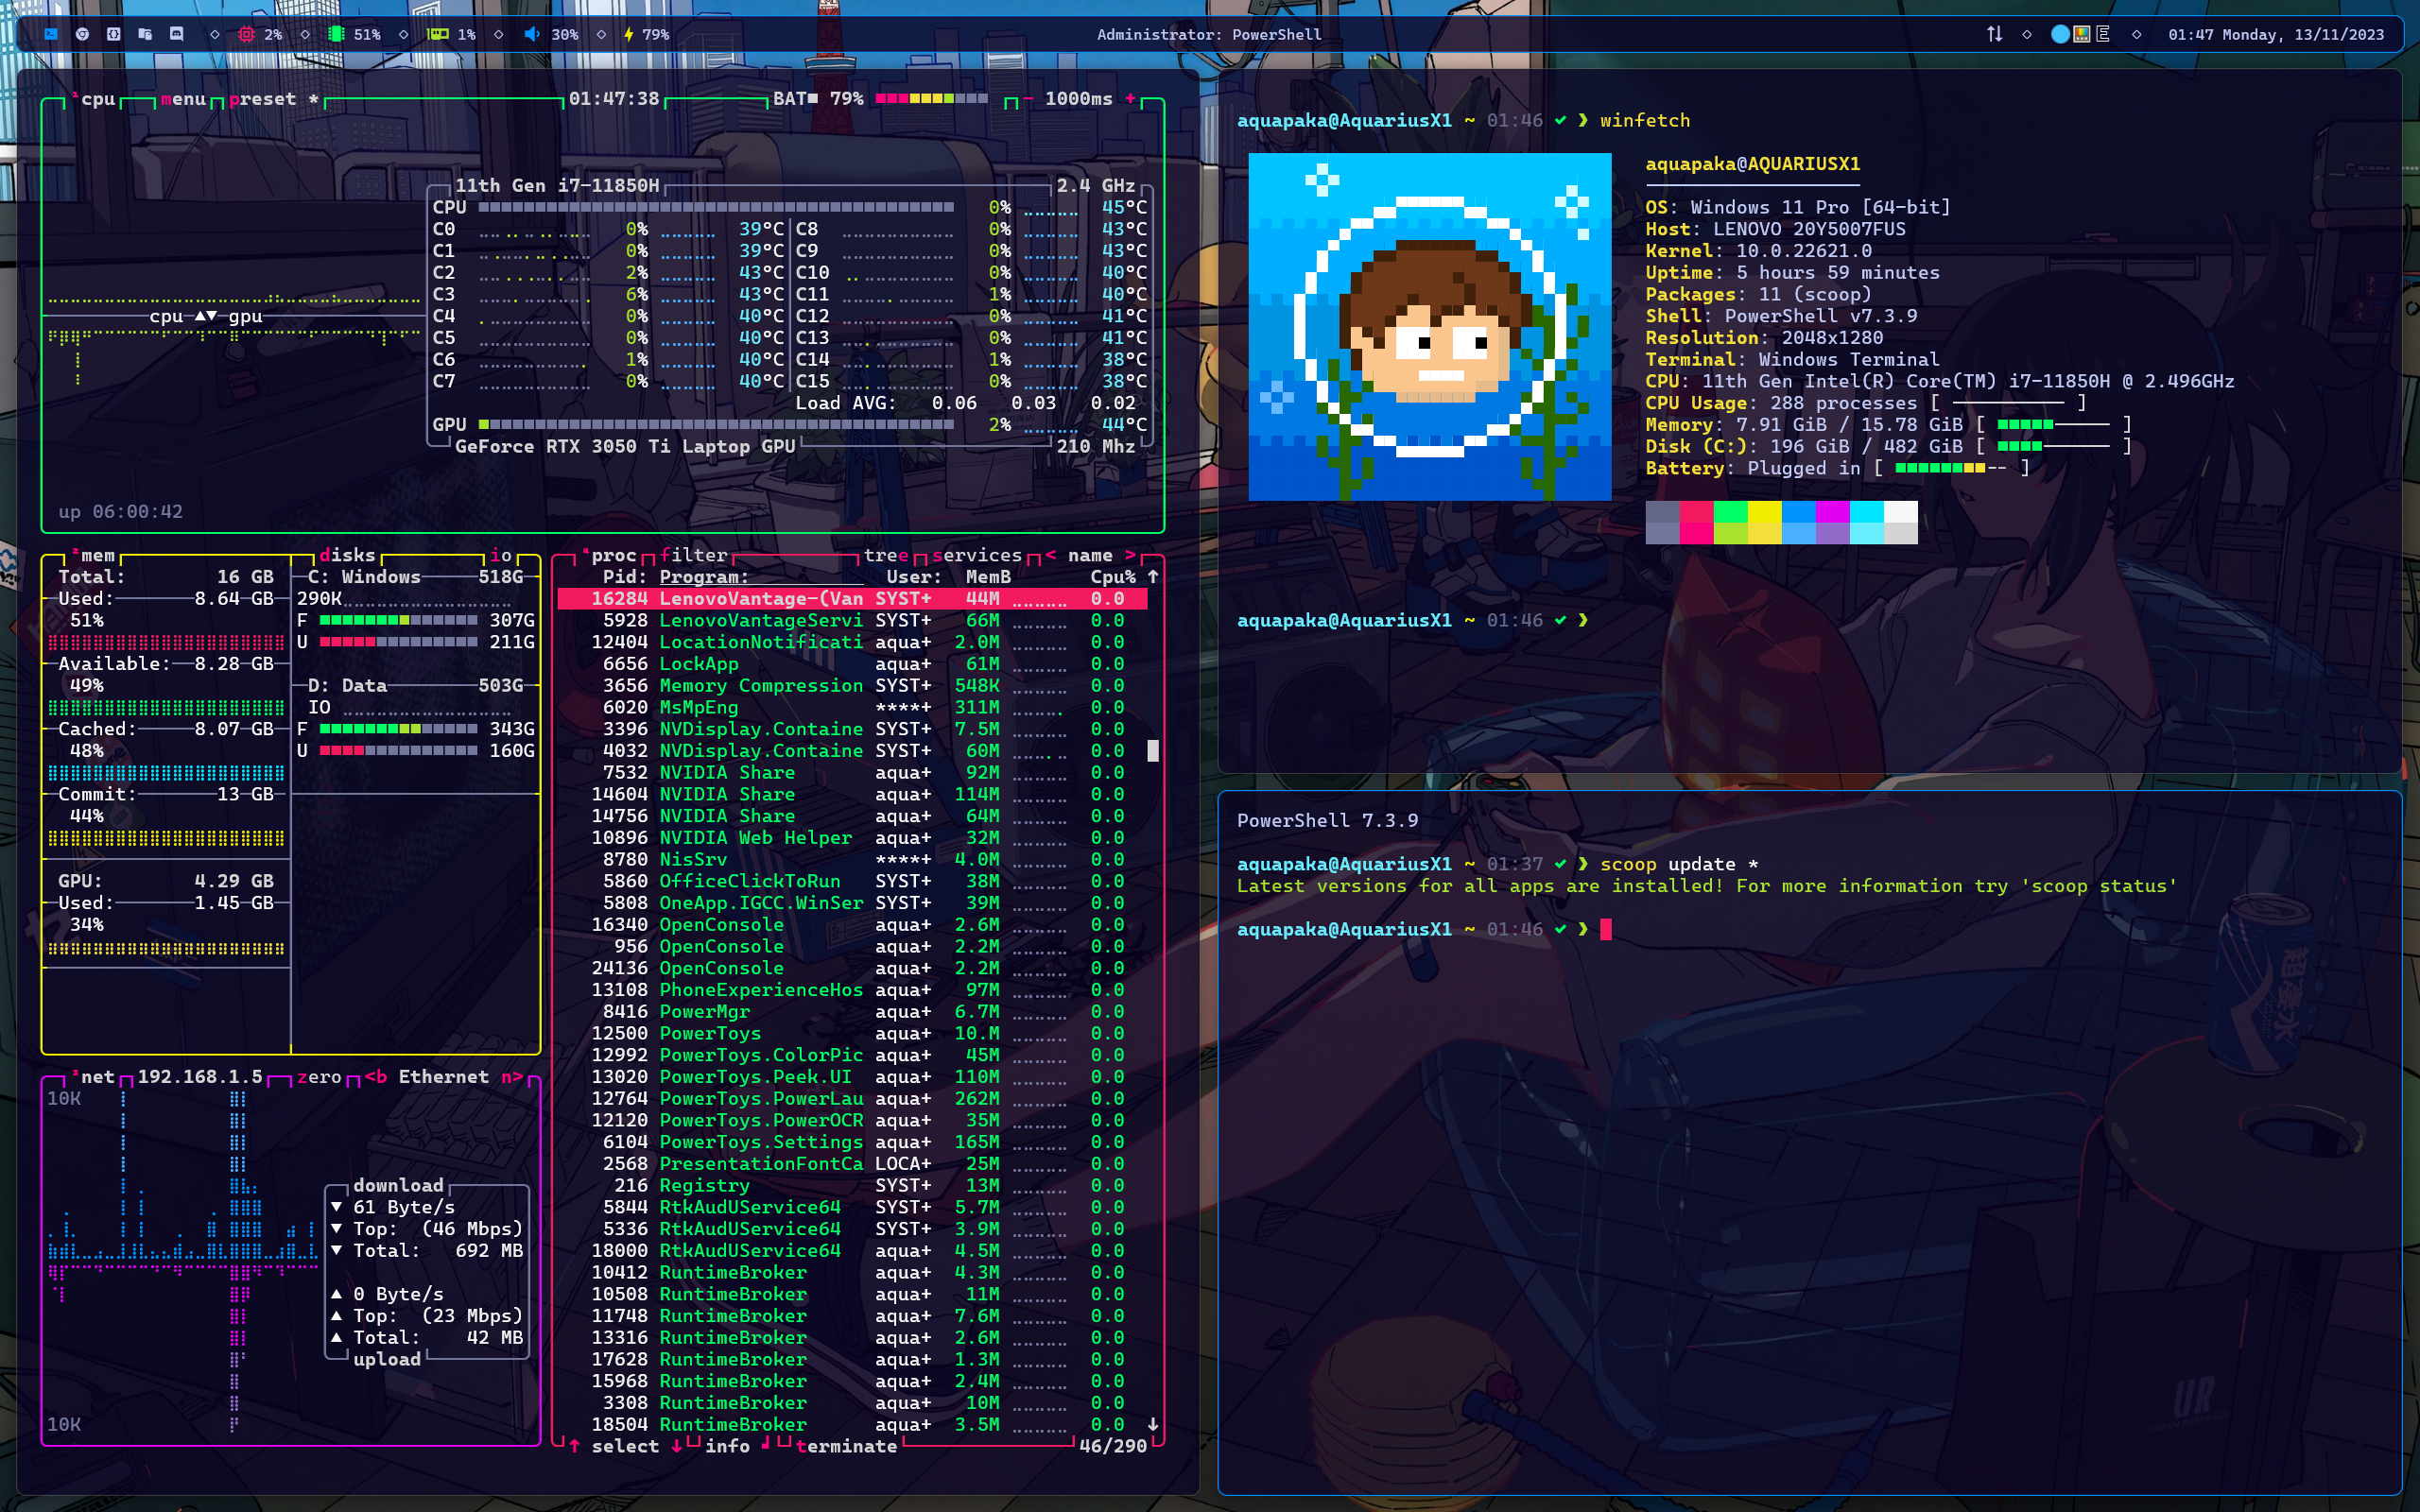 2% 51% 1% 30% 79%
Administrator: PowerShell
01:47 Monday, 13/11/2023
¹cpu menu preset * 01:47:38 BAT 79% - 1000ms +
11th Gen i7-11850H 2.4 GHz
CPU 0% 45°C
C0 0% 39°C C8 0% 43°C
C1 0% 39°C C9 0% 43°C
C2 2% 43°C C10 0% 40°C
C3 6% 43°C C11 1% 40°C
cpu ▲▼ gpu
C4 0% 40°C C12 0% 41°C
C5 0% 40°C C13 0% 41°C
C6 1% 40°C C14 1% 38°C
C7 0% 40°C C15 0% 38°C
Load AVG: 0.06 0.03 0.02
GPU 2% 44°C
GeForce RTX 3050 Ti Laptop GPU 210 Mhz
up 06:00:42
²mem
Total: 16 GB
Used: 8.64 GB
51%
Available: 8.28 GB
49%
Cached: 8.07 GB
48%
Commit: 13 GB
44%
GPU: 4.29 GB
Used: 1.45 GB
34%
disks io
C: Windows 518G
290K
F 307G
U 211G
D: Data 503G
IO
F 343G
U 160G
³net 192.168.1.5 zero <b Ethernet n>
10K
download
▼ 61 Byte/s
▼ Top: (46 Mbps)
▼ Total: 692 MB
▲ 0 Byte/s
▲ Top: (23 Mbps)
▲ Total: 42 MB
upload
10K
⁴proc filter tree services < name >
Pid: Program: User: MemB Cpu% ↑
16284 LenovoVantage-(Van SYST+ 44M 0.0
5928 LenovoVantageServi SYST+ 66M 0.0
12404 LocationNotificati aqua+ 2.0M 0.0
6656 LockApp aqua+ 61M 0.0
3656 Memory Compression SYST+ 548K 0.0
6020 MsMpEng ****+ 311M 0.0
3396 NVDisplay.Containe SYST+ 7.5M 0.0
4032 NVDisplay.Containe SYST+ 60M 0.0
7532 NVIDIA Share aqua+ 92M 0.0
14604 NVIDIA Share aqua+ 114M 0.0
14756 NVIDIA Share aqua+ 64M 0.0
10896 NVIDIA Web Helper aqua+ 32M 0.0
8780 NisSrv ****+ 4.0M 0.0
5860 OfficeClickToRun SYST+ 38M 0.0
5808 OneApp.IGCC.WinSer SYST+ 39M 0.0
16340 OpenConsole aqua+ 2.6M 0.0
956 OpenConsole aqua+ 2.2M 0.0
24136 OpenConsole aqua+ 2.2M 0.0
13108 PhoneExperienceHos aqua+ 97M 0.0
8416 PowerMgr aqua+ 6.7M 0.0
12500 PowerToys aqua+ 10.M 0.0
12992 PowerToys.ColorPic aqua+ 45M 0.0
13020 PowerToys.Peek.UI aqua+ 110M 0.0
12764 PowerToys.PowerLau aqua+ 262M 0.0
12120 PowerToys.PowerOCR aqua+ 35M 0.0
6104 PowerToys.Settings aqua+ 165M 0.0
2568 PresentationFontCa LOCA+ 25M 0.0
216 Registry SYST+ 13M 0.0
5844 RtkAudUService64 SYST+ 5.7M 0.0
5336 RtkAudUService64 SYST+ 3.9M 0.0
18000 RtkAudUService64 aqua+ 4.5M 0.0
10412 RuntimeBroker aqua+ 4.3M 0.0
10508 RuntimeBroker aqua+ 11M 0.0
11748 RuntimeBroker aqua+ 7.6M 0.0
13316 RuntimeBroker aqua+ 2.6M 0.0
17628 RuntimeBroker aqua+ 1.3M 0.0
15968 RuntimeBroker aqua+ 2.4M 0.0
3308 RuntimeBroker aqua+ 10M 0.0
18504 RuntimeBroker aqua+ 3.5M 0.0 ↓
↑ select ↓ info ┛ terminate 46/290
aquapaka@AquariusX1 ~ 01:46 ✔ ❯ winfetch
aquapaka@AQUARIUSX1
OS: Windows 11 Pro [64-bit]
Host: LENOVO 20Y5007FUS
Kernel: 10.0.22621.0
Uptime: 5 hours 59 minutes
Packages: 11 (scoop)
Shell: PowerShell v7.3.9
Resolution: 2048x1280
Terminal: Windows Terminal
CPU: 11th Gen Intel(R) Core(TM) i7-11850H @ 2.496GHz
CPU Usage: 288 processes [ ]
Memory: 7.91 GiB / 15.78 GiB [ ]
Disk (C:): 196 GiB / 482 GiB [ ]
Battery: Plugged in [ -- ]
aquapaka@AquariusX1 ~ 01:46 ✔ ❯
PowerShell 7.3.9
aquapaka@AquariusX1 ~ 01:37 ✔ ❯ scoop update *
Latest versions for all apps are installed! For more information try 'scoop status'
aquapaka@AquariusX1 ~ 01:46 ✔ ❯
UR